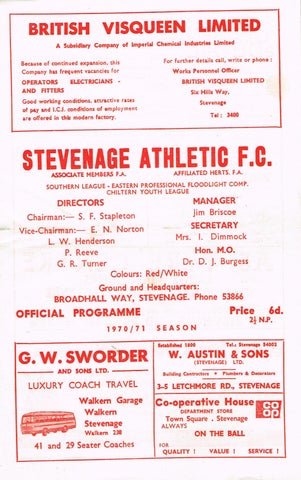 BRITISH VISQUEEN LIMITED
A Subsidiary Company of Imperial Chemical Industries Limited
Because of continued expansion, this
Company has frequent vacancies for
OPERATORS ELECTRICIANS -
AND FITTERS
Good working conditions, attractive rates
of pay and I.C.I. conditions of employment
are offered in this modern factory.
For further details call, write or phone :
Works Personnel Officer
BRITISH VISQUEEN LIMITED
Six Hills Way,
Stevenage
Tel: 3400
STEVENAGE ATHLETIC F.C.
ASSOCIATE MEMBERS F.A. AFFILIATED HERTS. F.A.
SOUTHERN LEAGUE - EASTERN PROFESSIONAL FLOODLIGHT COMP.
CHILTERN YOUTH LEAGUE
DIRECTORS
Chairman:— S. F. Stapleton
Vice-Chairman:— E. N. Norton
L. W. Henderson
P. Reeve
G. R. Turner
MANAGER
Jim Briscoe
SECRETARY
Mrs. I. Dimmock
Hon. M.O.
Dr. D. J. Burgess
Colours: Red/White
Ground and Headquarters:
BROADHALL WAY, STEVENAGE. Phone 53866
OFFICIAL PROGRAMME
1970/71 SEASON
Price 6d.
2½ N.P.
G. W. SWORDER
AND SONS LTD.
LUXURY COACH TRAVEL
Walkern Garage
Walkern
Stevenage
Walkern 238
41 and 29 Seater Coaches
Established 1800 Tel.: Stevenage 54002
W. AUSTIN & SONS
(STEVENAGE) LTD.
Building Contractors • Plumbers & Decorators
3-5 LETCHMORE RD., STEVENAGE
Co-operative House
DEPARTMENT STORE
Town Square . Stevenage
ALWAYS
ON THE BALL
FOR
QUALITY ! VALUE ! SERVICE !
CO
OP